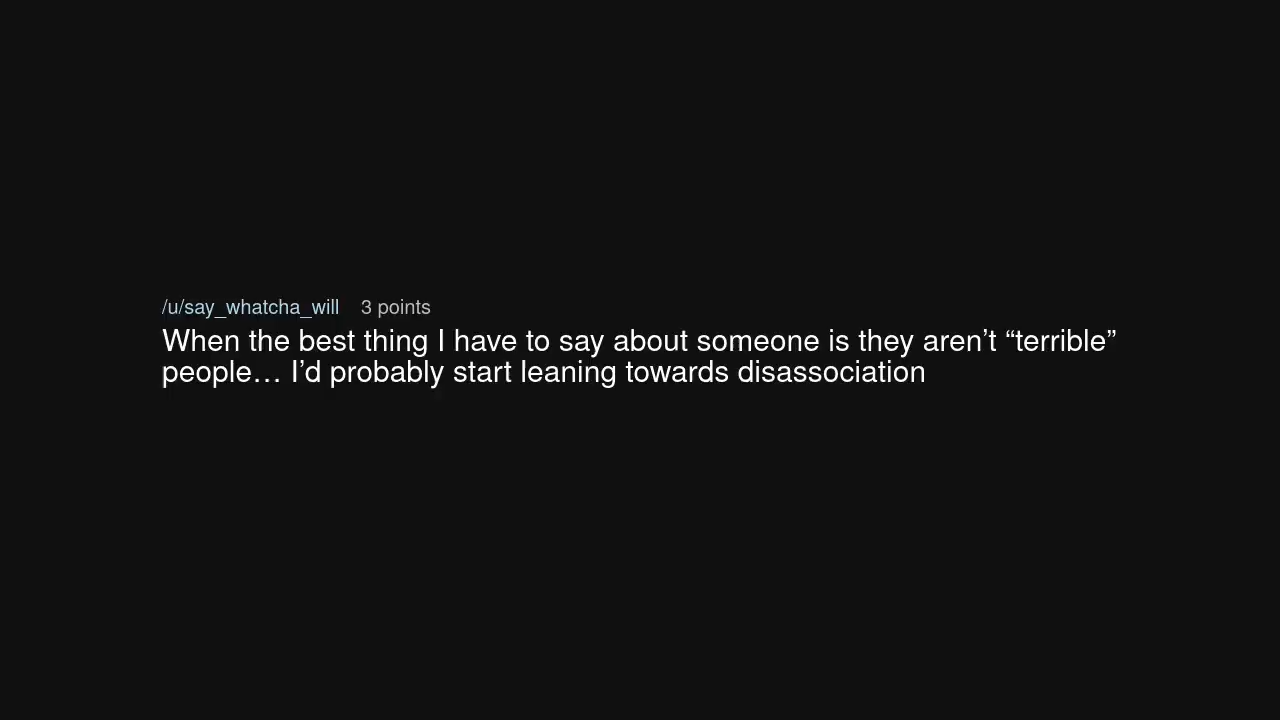 /u/say_whatcha_will 3 points
When the best thing I have to say about someone is they aren’t “terrible”
people… I’d probably start leaning towards disassociation